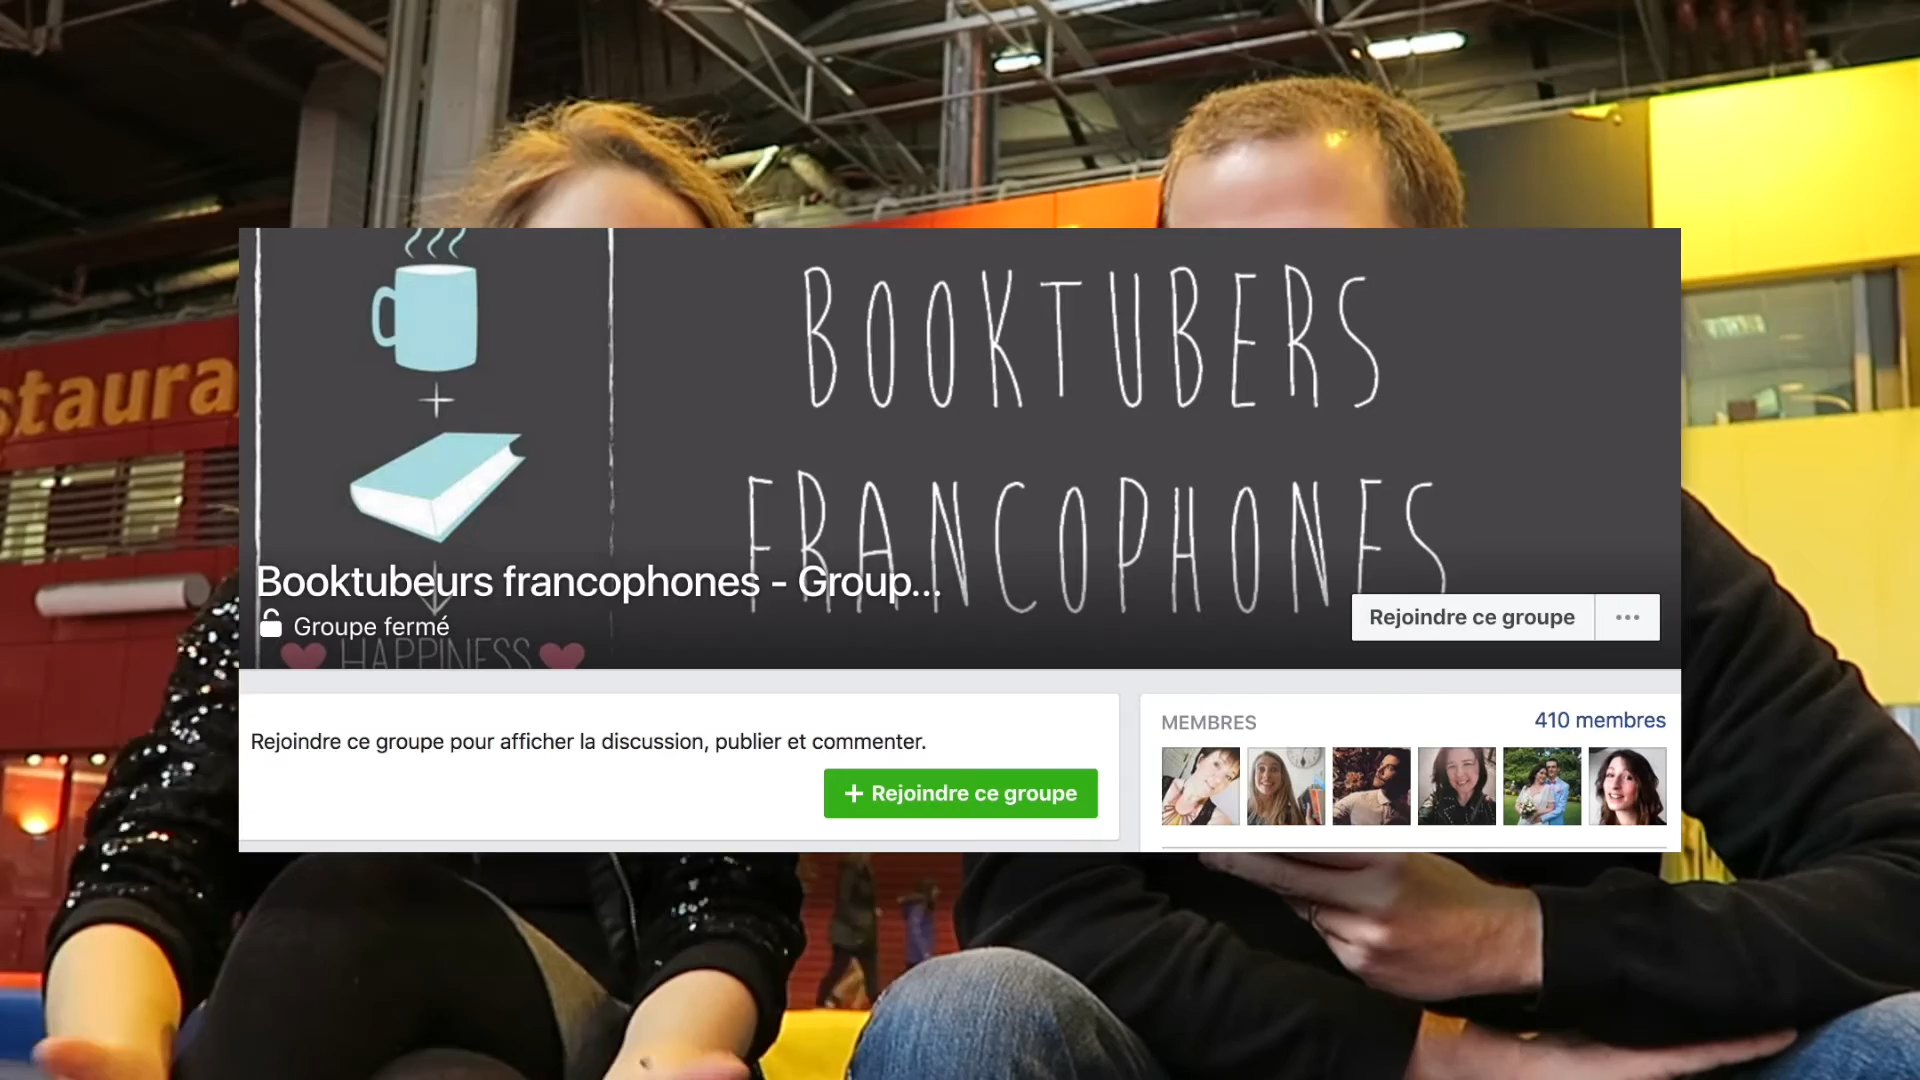 BOOKTUBERS
FRANCOPHONES
staura
Booktubeurs francophones - Group...
Groupe fermé
HAPPINESS
Rejoindre ce groupe
Rejoindre ce groupe pour afficher la discussion, publier et commenter.
+ Rejoindre ce groupe
MEMBRES
410 membres